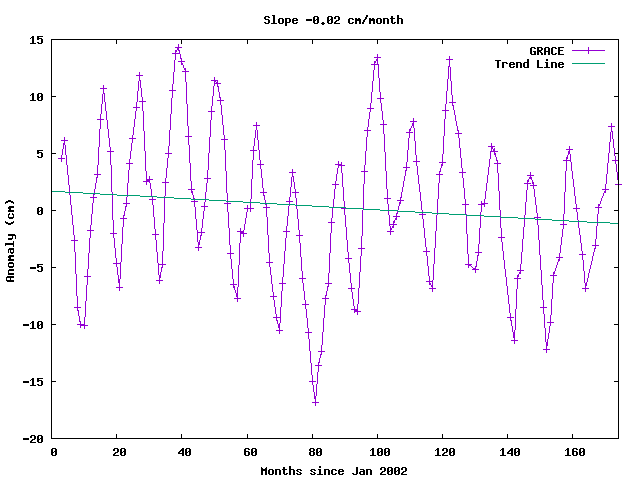 Slope -0.02 cm/month
GRACE
Trend Line
15
10
5
0
-5
-10
-15
-20
Anomaly (cm)
0 20 40 60 80 100 120 140 160
Months since Jan 2002